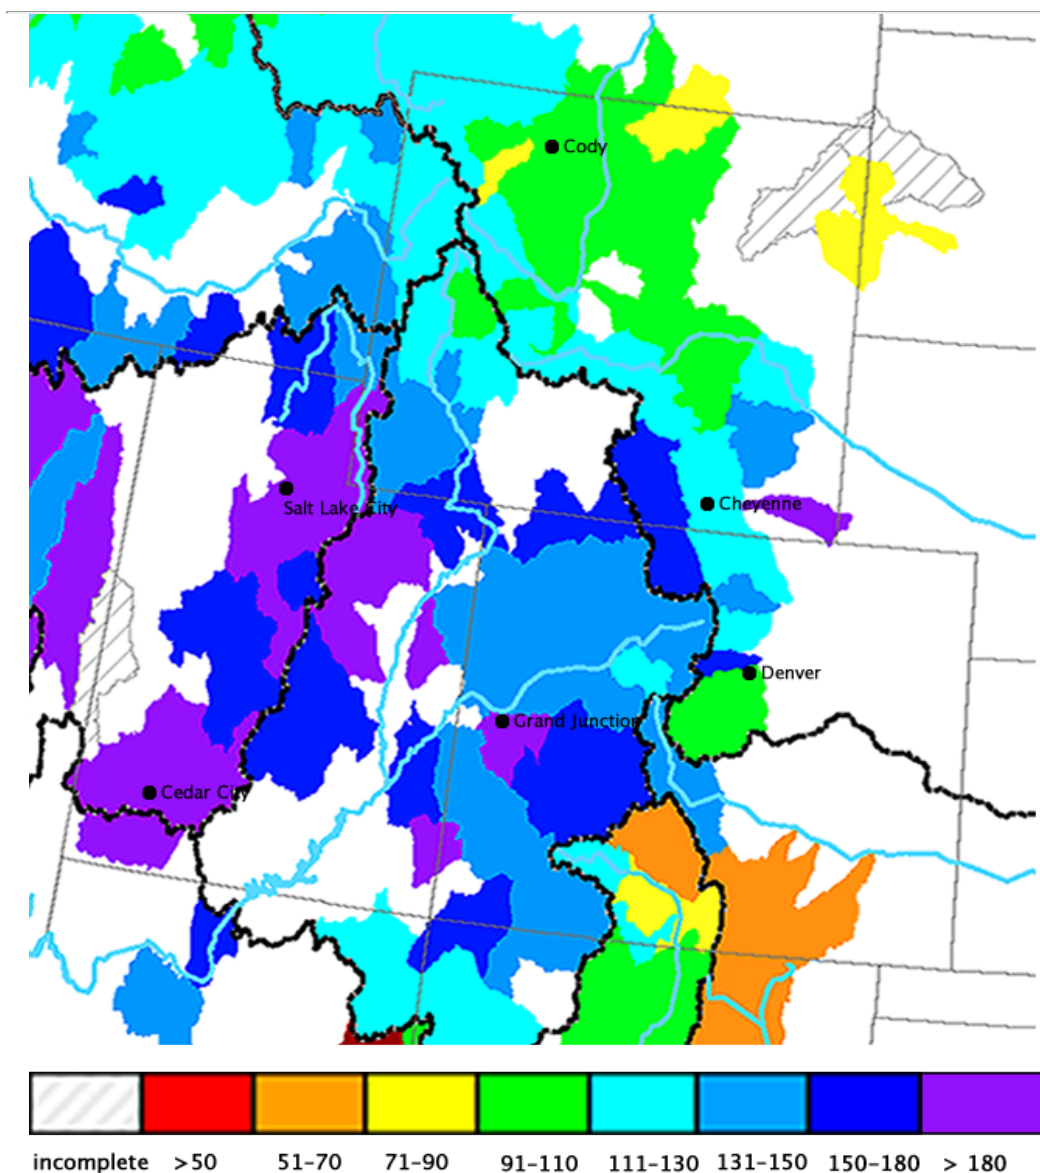 Cody
Salt Lake City
Cheyenne
Denver
Grand Junction
Cedar City
incomplete >50 51-70 71-90 91-110 111-130 131-150 150-180 > 180